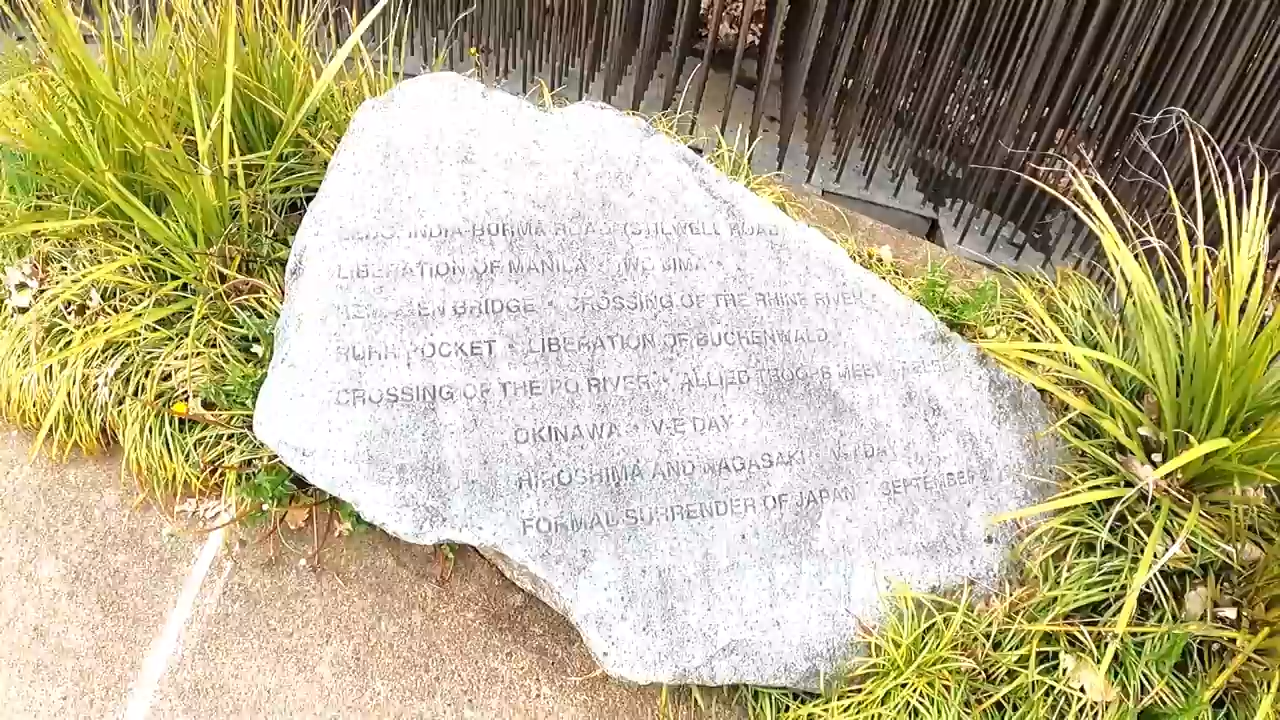 INDIA-BURMA ROAD (STILWELL ROAD)
LIBERATION OF MANILA • IWO JIMA •
BRIDGE • CROSSING OF THE RHINE RIVER •
RUHR POCKET • LIBERATION OF BUCHENWALD
CROSSING OF THE PO RIVER • ALLIED TROOPS MEET
OKINAWA • V-E DAY •
HIROSHIMA AND NAGASAKI • V-J DAY
FORMAL SURRENDER OF JAPAN SEPTEMBER